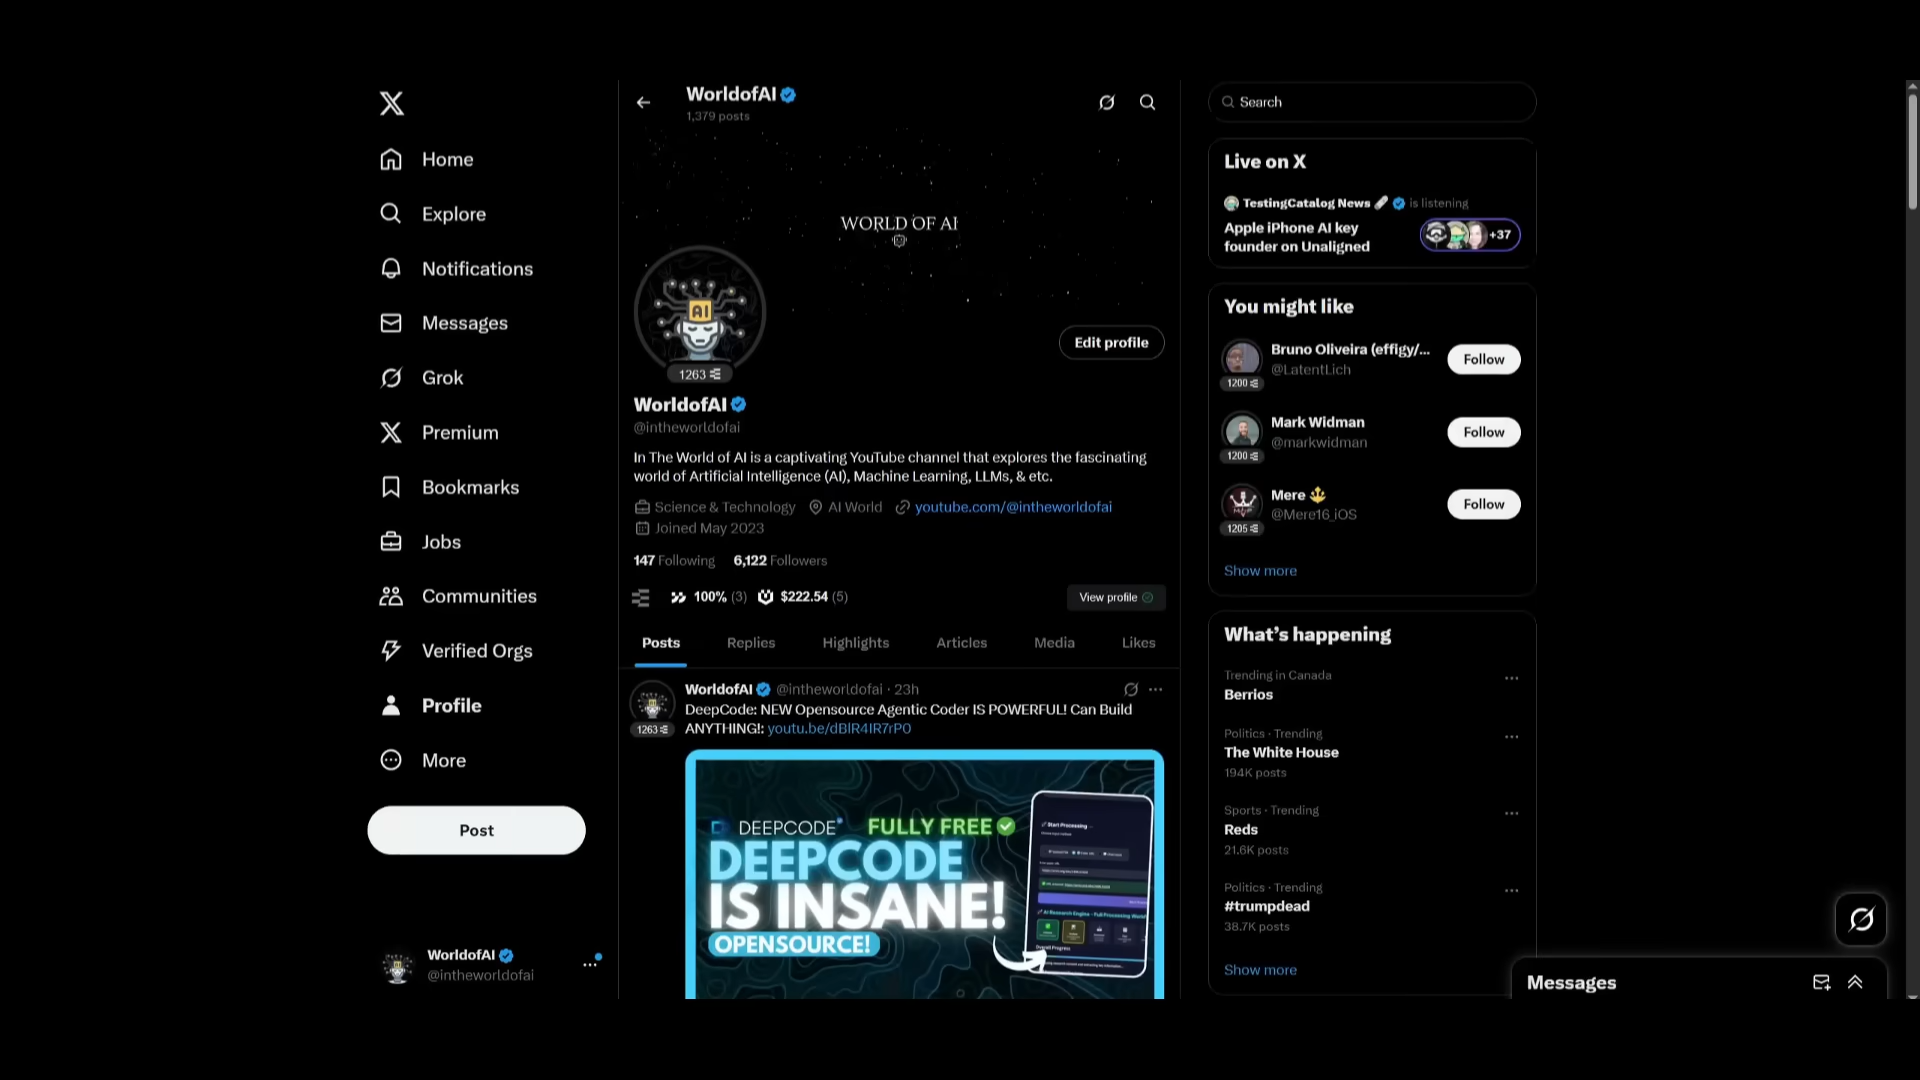 Home
Explore
Notifications
Messages
Grok
Premium
Bookmarks
Jobs
Communities
Verified Orgs
Profile
More
Post
WorldofAI
@intheworldofai
WorldofAI
1,379 posts
WORLD OF AI
AI
1263
Edit profile
WorldofAI
@intheworldofai
In The World of AI is a captivating YouTube channel that explores the fascinating
world of Artificial Intelligence (AI), Machine Learning, LLMs, & etc.
Science & Technology AI World youtube.com/@intheworldofai
Joined May 2023
147 Following 6,122 Followers
100% (3) $222.54 (5)
View profile
Posts Replies Highlights Articles Media Likes
WorldofAI @intheworldofai · 23h
DeepCode: NEW Opensource Agentic Coder IS POWERFUL! Can Build
1263
ANYTHING!: youtu.be/dBlR4IR7rP0
DEEPCODE FULLY FREE
DEEPCODE
IS INSANE!
OPENSOURCE!
Start Processing
Overall Progress
Search
Live on X
TestingCatalog News is listening
Apple iPhone AI key
founder on Unaligned
+37
You might like
Bruno Oliveira (effigy/...
@LatentLich
1200
Follow
Mark Widman
@markwidman
1200
Follow
Mere
@Mere16_iOS
1205
Follow
Show more
What's happening
Trending in Canada
Berrios
Politics · Trending
The White House
194K posts
Sports · Trending
Reds
21.6K posts
Politics · Trending
#trumpdead
38.7K posts
Show more
Messages